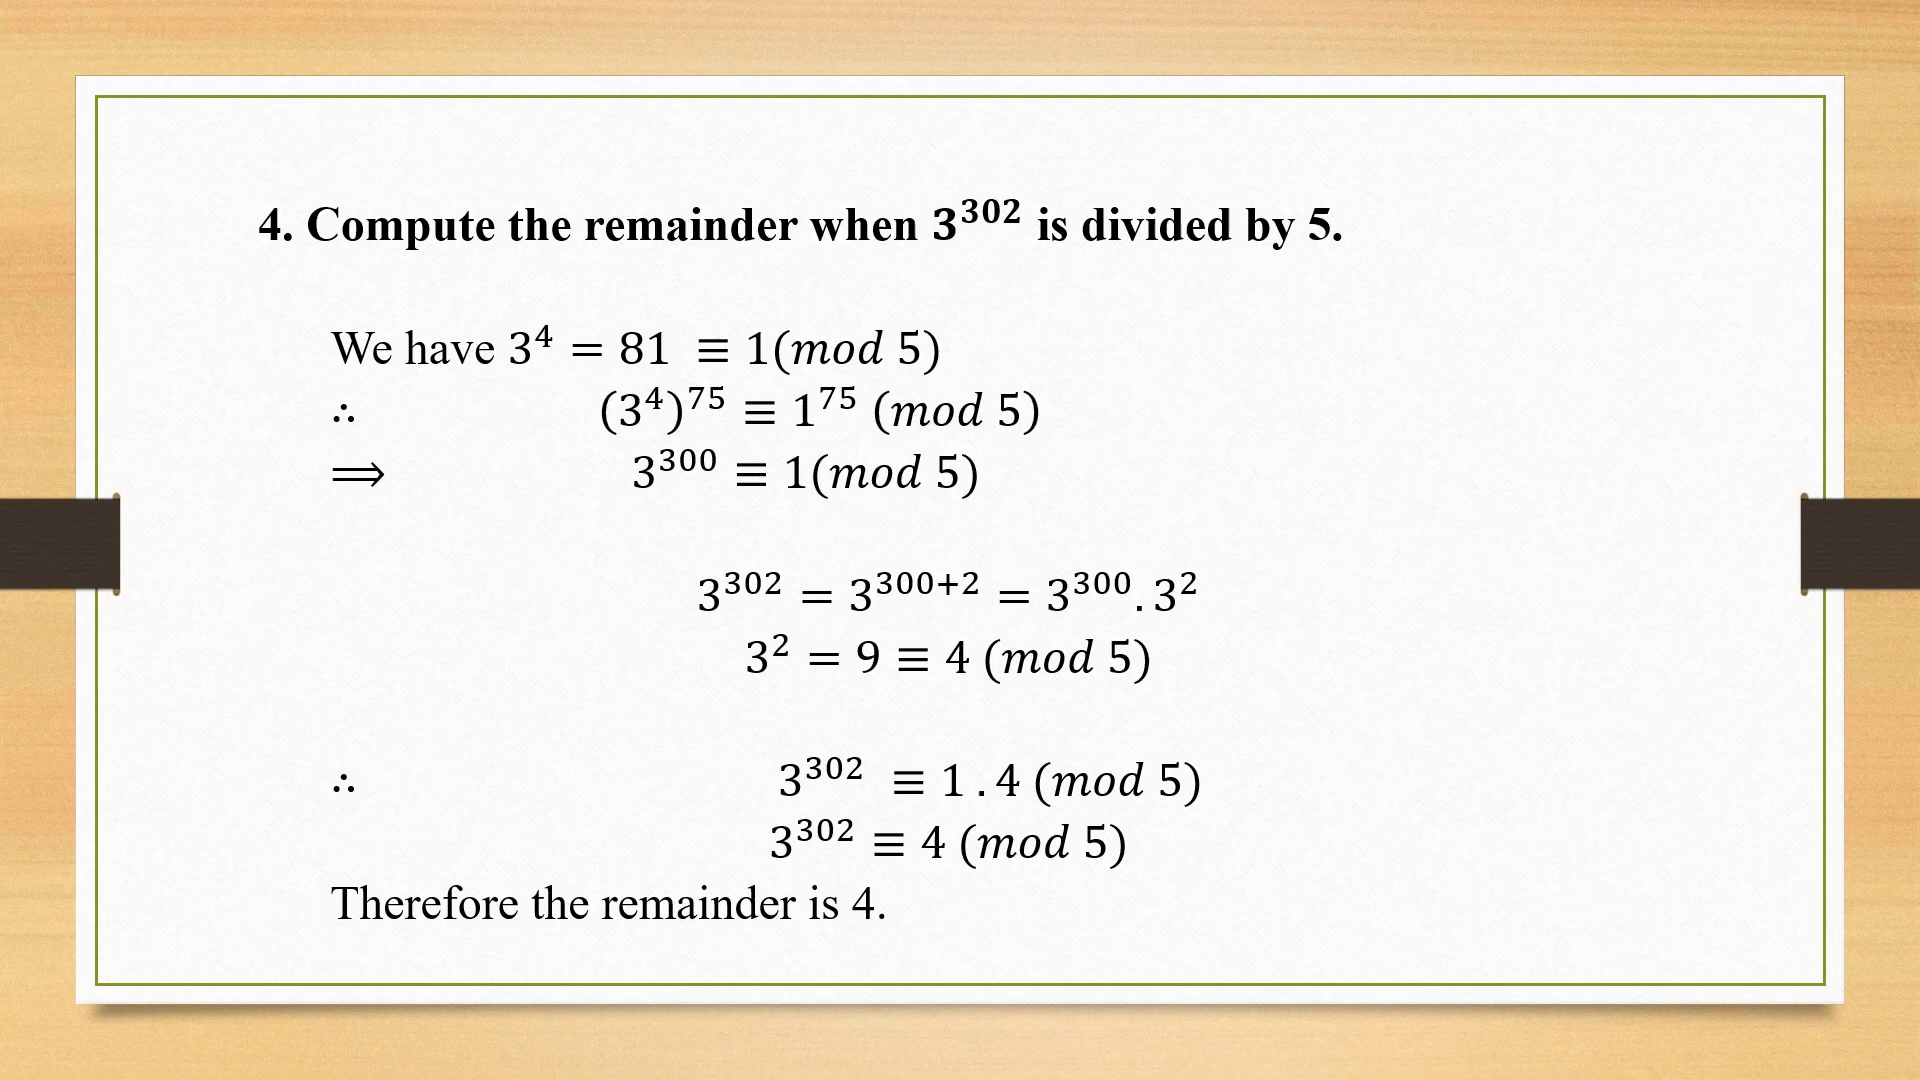 4. Compute the remainder when 3³⁰² is divided by 5.
We have 3⁴ = 81 ≡ 1(mod 5)
∴ (3⁴)⁷⁵ ≡ 1⁷⁵ (mod 5)
⟹ 3³⁰⁰ ≡ 1(mod 5)
3³⁰² = 3³⁰⁰⁺² = 3³⁰⁰. 3²
3² = 9 ≡ 4 (mod 5)
∴ 3³⁰² ≡ 1 . 4 (mod 5)
3³⁰² ≡ 4 (mod 5)
Therefore the remainder is 4.